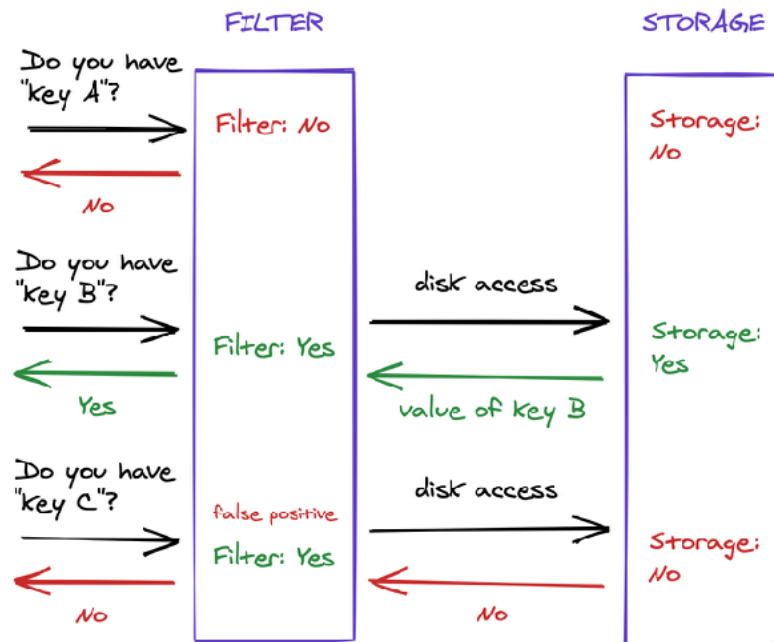 FILTER
STORAGE
Do you have
"key A"?
Filter: No
Storage:
No
No
Do you have
"key B"?
disk access
Filter: Yes
Storage:
Yes
Yes
value of key B
Do you have
"key C"?
disk access
false positive
Filter: Yes
Storage:
No
No
No